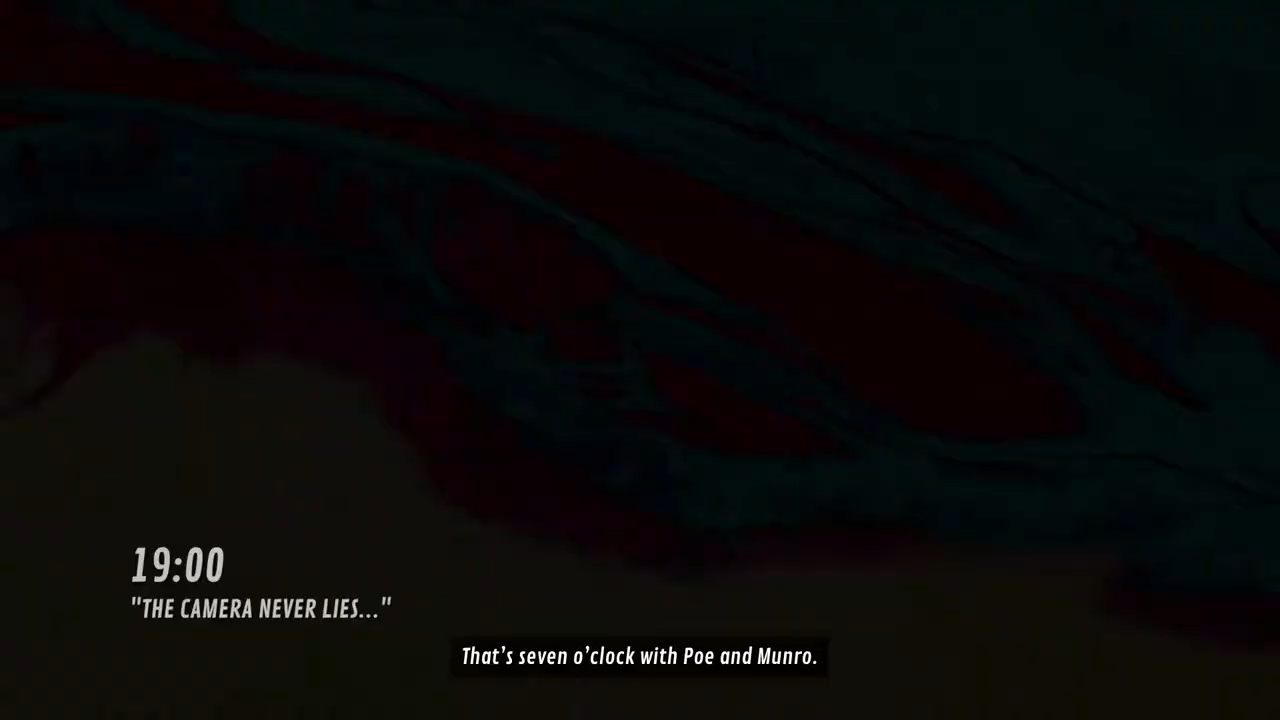 19:00
"THE CAMERA NEVER LIES..."
That's seven o'clock with Poe and Munro.